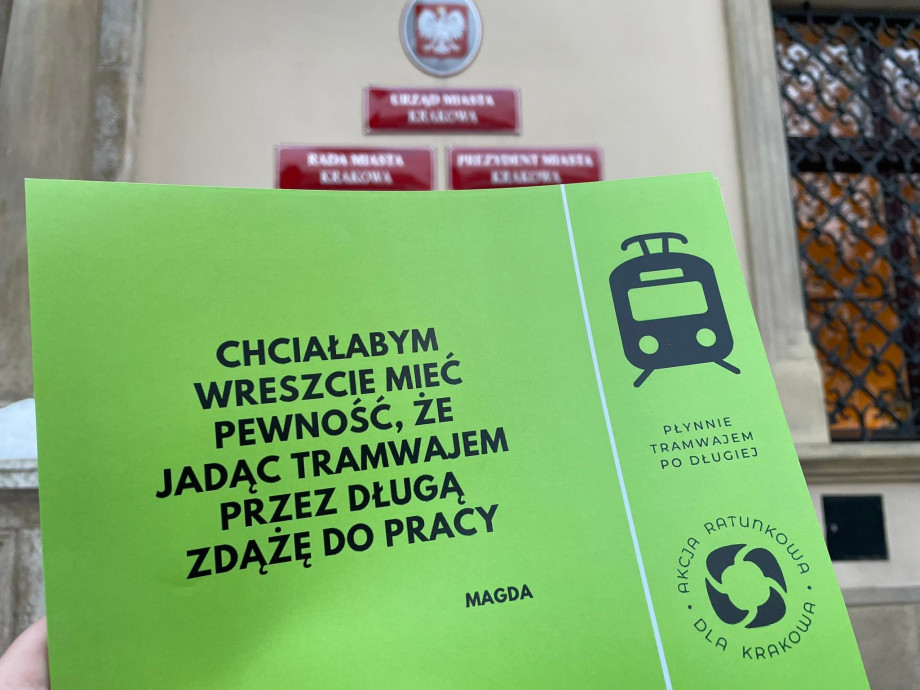 URZĄD MIASTA
KRAKOWA
RADA MIASTA
KRAKOWA
PREZYDENT MIASTA
KRAKOWA
CHCIAŁABYM
WRESZCIE MIEĆ
PEWNOŚĆ, ŻE
JADĄC TRAMWAJEM
PRZEZ DŁUGĄ
ZDĄŻĘ DO PRACY
MAGDA
PŁYNNIE
TRAMWAJEM
PO DŁUGIEJ
AKCJA RATUNKOWA
DLA KRAKOWA